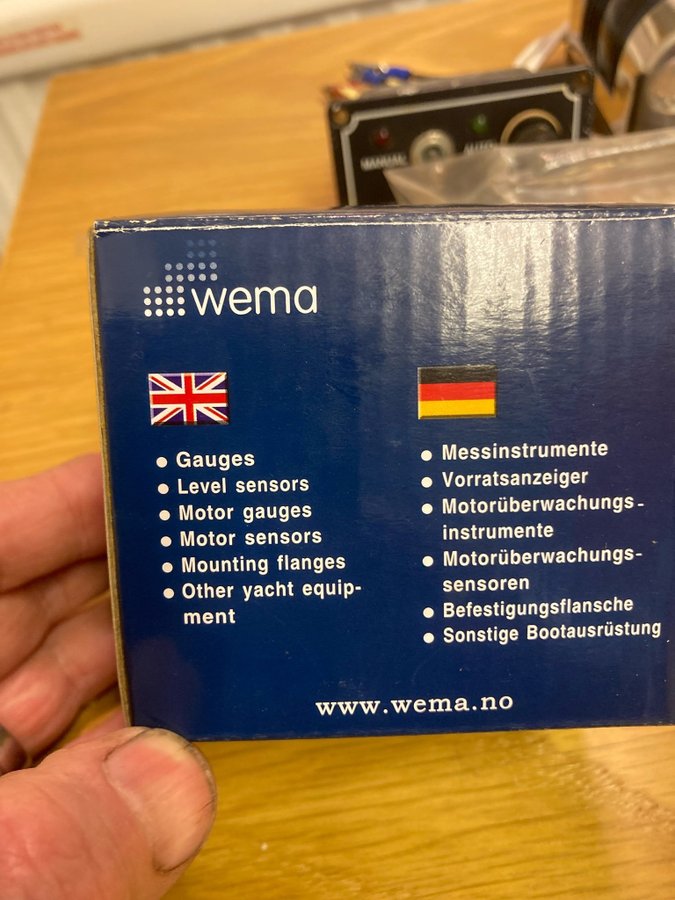 MANUAL AUTO
wema
● Gauges
● Level sensors
● Motor gauges
● Motor sensors
● Mounting flanges
● Other yacht equip-
ment
● Messinstrumente
● Vorratsanzeiger
● Motorüberwachungs-
instrumente
● Motorüberwachungs-
sensoren
● Befestigungsflansche
● Sonstige Bootausrüstung
www.wema.no